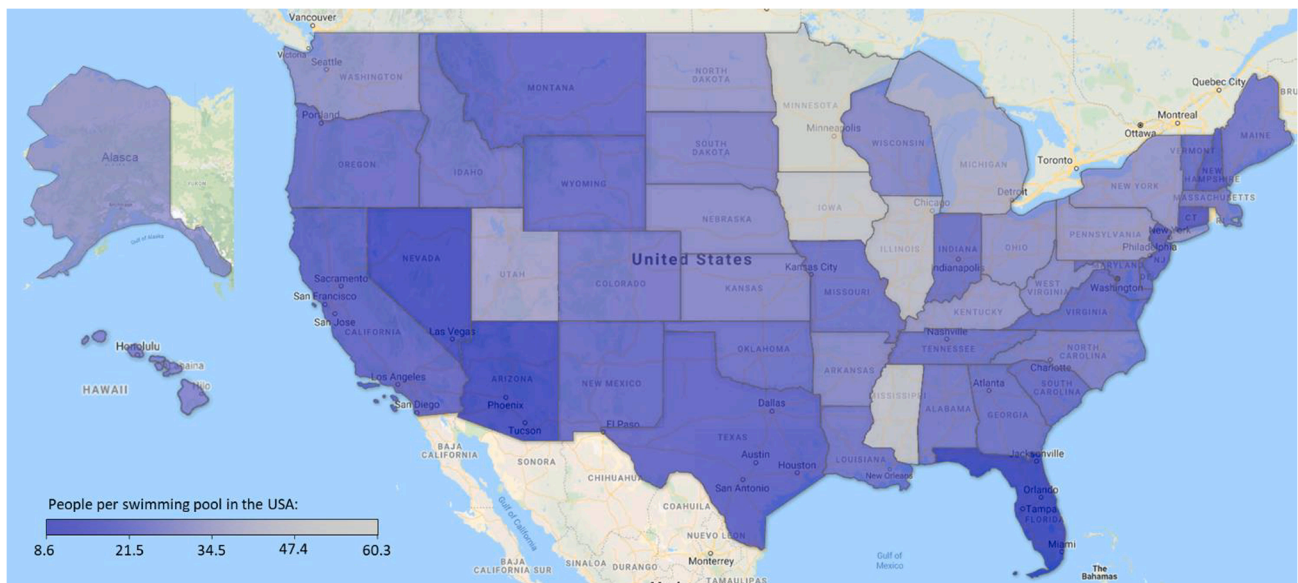 Vancouver
Quebec City
BRU
Victoria
Seattle
WASHINGTON
NORTH
DAKOTA
MONTANA
MINNESOTA
Minneapolis
Montreal
Ottawa
MAINE
Portland
OREGON
IDAHO
SOUTH
DAKOTA
WISCONSIN
VERMONT
Toronto
MICHIGAN
NEW
HAMPSHIRE
Alasca
WYOMING
Detroit
NEW YORK
MASSACHUSETTS
CT
RI
IOWA
Chicago
NEBRASKA
New York
PENNSYLVANIA
Philadelphia
Gulf of Alaska
NEVADA
UTAH
United States
ILLINOIS
INDIANA
OHIO
NJ
Indianapolis
MARYLAND
Sacramento
COLORADO
KANSAS
Kansas City
WEST
VIRGINIA
Washington
San Francisco
MISSOURI
KENTUCKY
VIRGINIA
San Jose
CALIFORNIA
Las Vegas
Nashville
TENNESSEE
NORTH
CAROLINA
Honolulu
OKLAHOMA
Charlotte
Lahaina
Hilo
HAWAII
Los Angeles
ARIZONA
NEW MEXICO
ARKANSAS
Atlanta
SOUTH
CAROLINA
Phoenix
MISSISSIPPI
San Diego
Dallas
ALABAMA
GEORGIA
Tucson
El Paso
TEXAS
BAJA
CALIFORNIA
SONORA
Austin
Houston
LOUISIANA
New Orleans
Jacksonville
CHIHUAHUA
San Antonio
Orlando
Tampa
FLORIDA
COAHUILA
People per swimming pool in the USA:
8.6 21.5 34.5 47.4 60.3
Gulf of California
NUEVO LEON
Miami
BAJA
CALIFORNIA SUR
SINALOA
DURANGO
Monterrey
TAMAULIPAS
Gulf of
Mexico
The
Bahamas